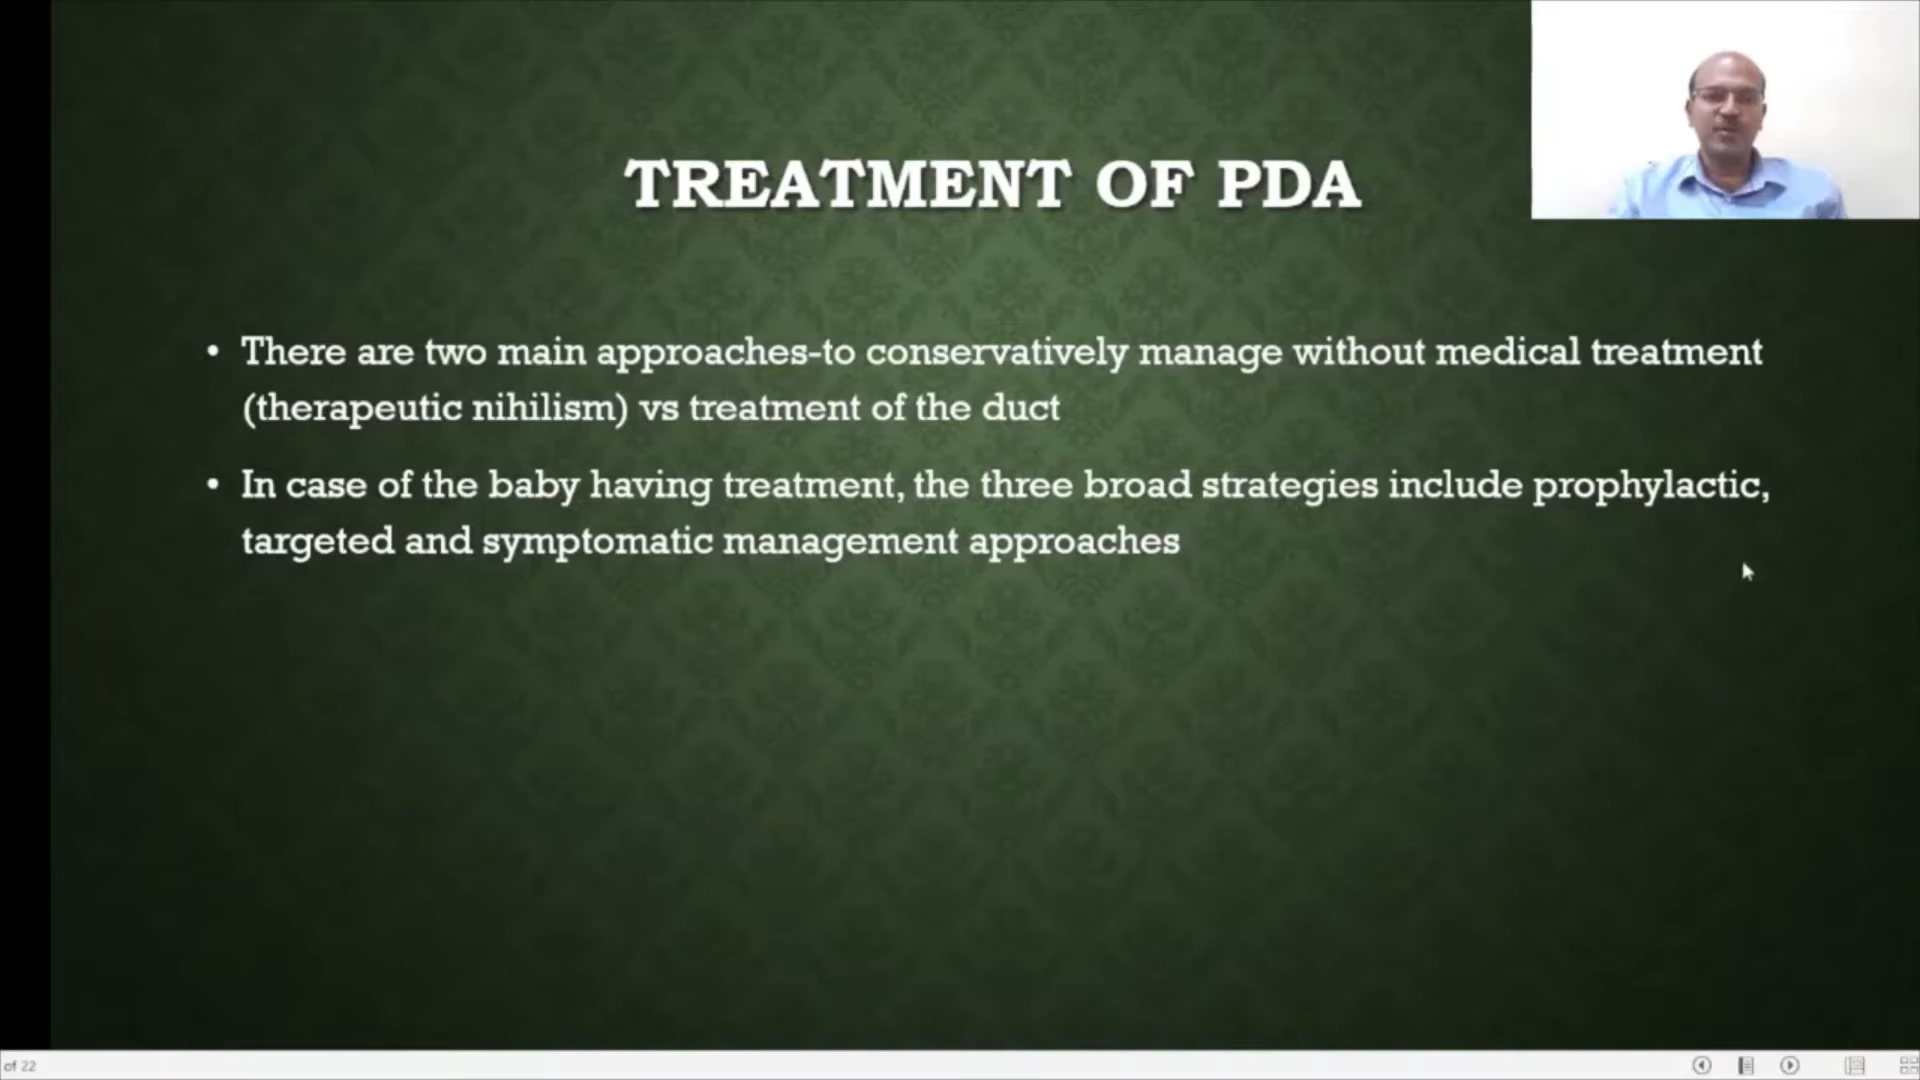 TREATMENT OF PDA
• There are two main approaches-to conservatively manage without medical treatment
(therapeutic nihilism) vs treatment of the duct
• In case of the baby having treatment, the three broad strategies include prophylactic,
targeted and symptomatic management approaches
of 22